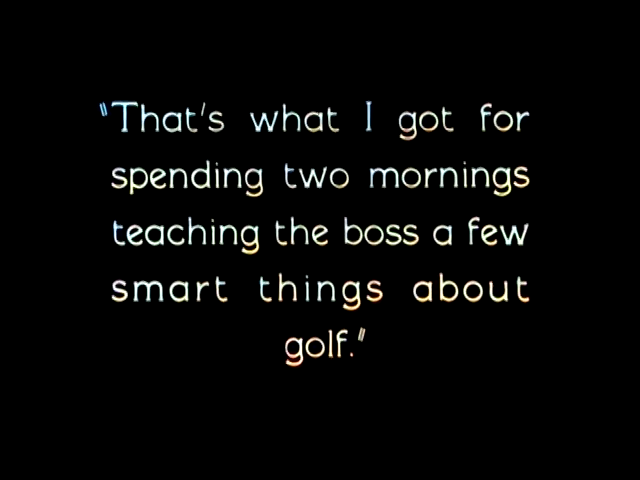 "That's what I got for
spending two mornings
teaching the boss a few
smart things about
golf."